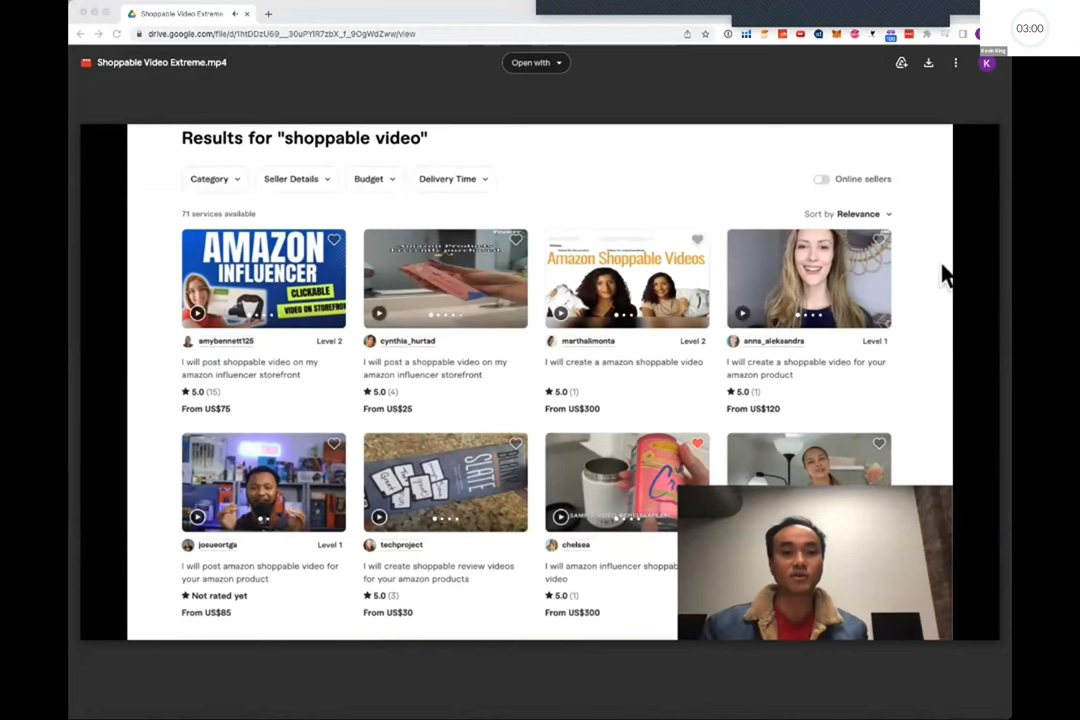 Shoppable Video Extreme
drive.google.com/file/d/1htDDzU69__30uPYlR7zbX_f_9OgWdZww/view
03:00
Kevin King
Shoppable Video Extreme.mp4
Open with
K
Results for "shoppable video"
Category
Seller Details
Budget
Delivery Time
Online sellers
71 services available
Sort by Relevance
AMAZON
INFLUENCER
CLICKABLE
VIDEO ON STOREFRONT
Amazon Shoppable Videos
amybennett125
Level 2
cynthia_hurtad
marthalimonta
Level 2
anna_aleksandra
Level 1
I will post shoppable video on my
amazon influencer storefront
I will post a shoppable video on my
amazon influencer storefront
I will create a amazon shoppable video
I will create a shoppable video for your
amazon product
5.0 (15)
5.0 (4)
5.0 (1)
5.0 (1)
From US$75
From US$25
From US$300
From US$120
SLATE
josueortga
Level 1
techproject
chelsea
I will post amazon shoppable video for
your amazon product
I will create shoppable review videos
for your amazon products
I will amazon influencer shoppab
video
Not rated yet
5.0 (3)
5.0 (1)
From US$85
From US$30
From US$300